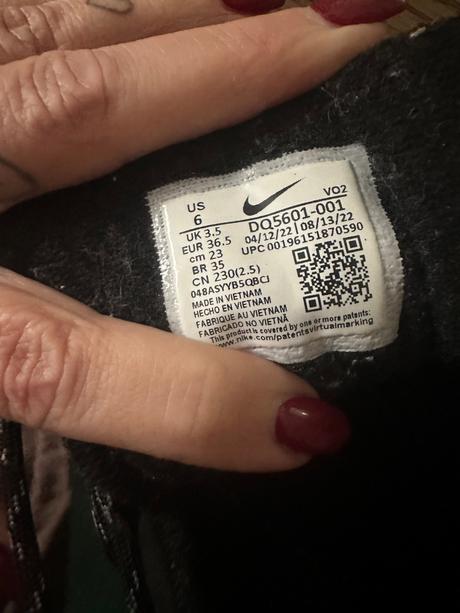 US
6
VO2
DQ5601-001
UK 3.5
04/12/22 | 08/13/22
EUR 36.5
UPC 00196151870590
cm 23
BR 35
CN 230(2.5)
048ASYYB5QBCJ
MADE IN VIETNAM
HECHO EN VIETNAM
FABRIQUE AU VIETNAM
FABRICADO NO VIETNÃ
This product is covered by one or more patents:
www.nike.com/patentsvirtualmarking